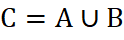 C = A ∪ B